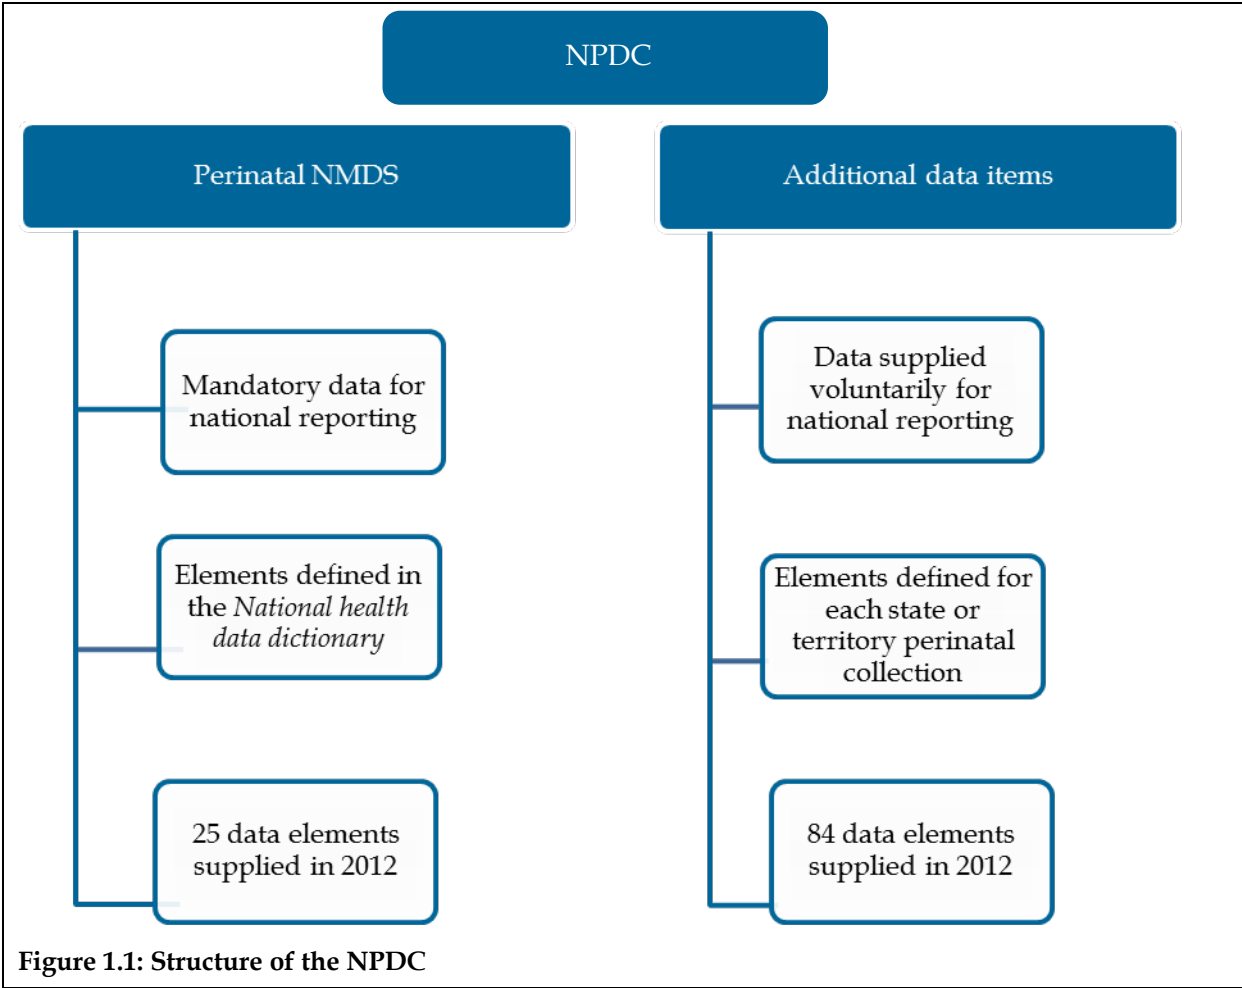 NPDC
Perinatal NMDS
Mandatory data for
national reporting
Elements defined in
the National health
data dictionary
25 data elements
supplied in 2012
Additional data items
Data supplied
voluntarily for
national reporting
Elements defined for
each state or
territory perinatal
collection
84 data elements
supplied in 2012
Figure 1.1: Structure of the NPDC